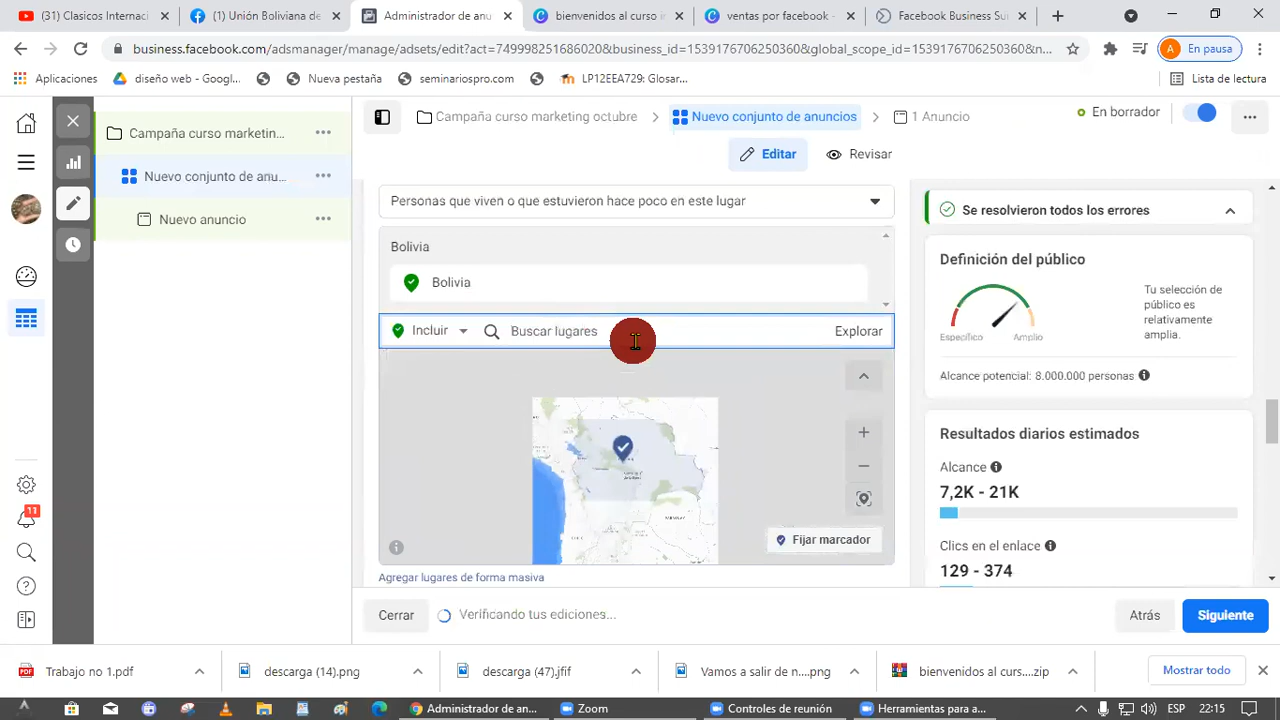 (31) Clasicos Internaci
(1) Unión Boliviana de
Administrador de anu
bienvenidos al curso in
ventas por facebook -
Facebook Business Sui
business.facebook.com/adsmanager/manage/adsets/edit?act=749998251686020&business_id=1539176706250360&global_scope_id=1539176706250360&n...
En pausa
Aplicaciones
diseño web - Googl...
Nueva pestaña
seminariospro.com
LP12EEA729: Glosar...
Lista de lectura
Campaña curso marketin...
Nuevo conjunto de anu...
Nuevo anuncio
Campaña curso marketing octubre
Nuevo conjunto de anuncios
1 Anuncio
En borrador
Editar
Revisar
Personas que viven o que estuvieron hace poco en este lugar
Bolivia
Bolivia
Incluir
Buscar lugares
Explorar
Fijar marcador
Agregar lugares de forma masiva
Se resolvieron todos los errores
Definición del público
Específico
Amplio
Tu selección de
público es
relativamente
amplia.
Alcance potencial: 8.000.000 personas
Resultados diarios estimados
Alcance
7,2K - 21K
Clics en el enlace
129 - 374
11
Cerrar
Verificando tus ediciones...
Atrás
Siguiente
Trabajo no 1.pdf
descarga (14).png
descarga (47).jfif
Vamos a salir de n....png
bienvenidos al curs....zip
Mostrar todo
Administrador de an...
Zoom
Controles de reunión
Herramientas para a...
ESP
22:15